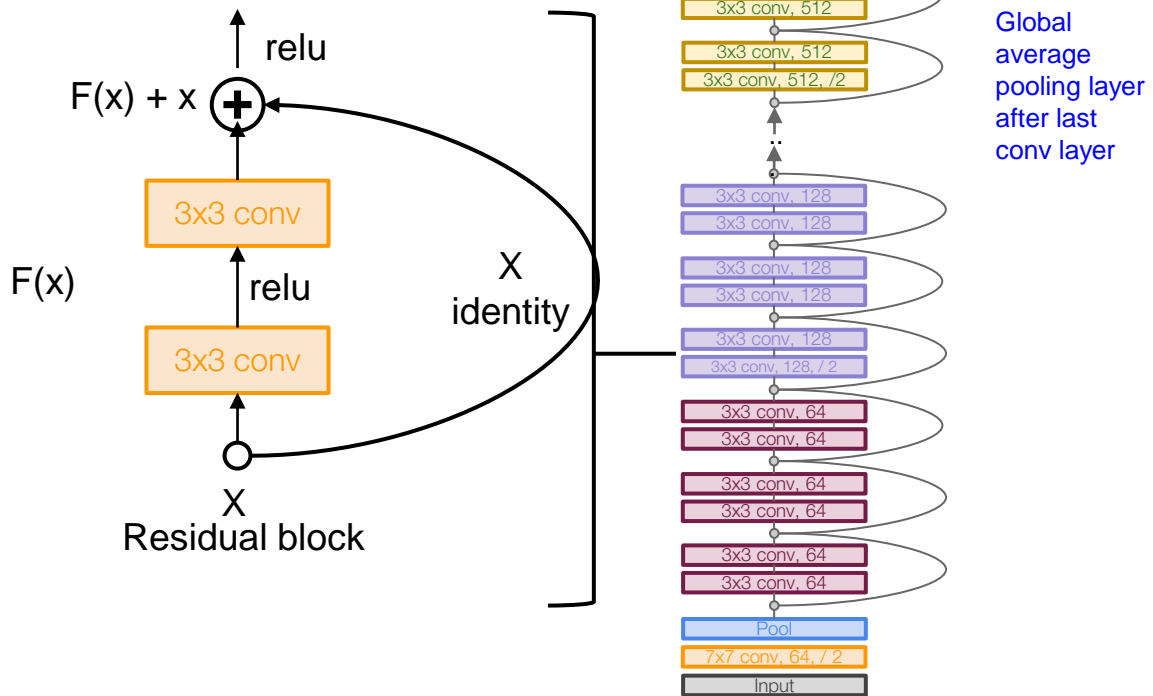 relu
F(x) + x
+
3x3 conv
F(x)
relu
X
identity
3x3 conv
X
Residual block
3x3 conv, 512
3x3 conv, 512
3x3 conv, 512, /2
..
.
3x3 conv, 128
3x3 conv, 128
3x3 conv, 128
3x3 conv, 128
3x3 conv, 128
3x3 conv, 128, / 2
3x3 conv, 64
3x3 conv, 64
3x3 conv, 64
3x3 conv, 64
3x3 conv, 64
3x3 conv, 64
Pool
7x7 conv, 64, / 2
Input
Global
average
pooling layer
after last
conv layer